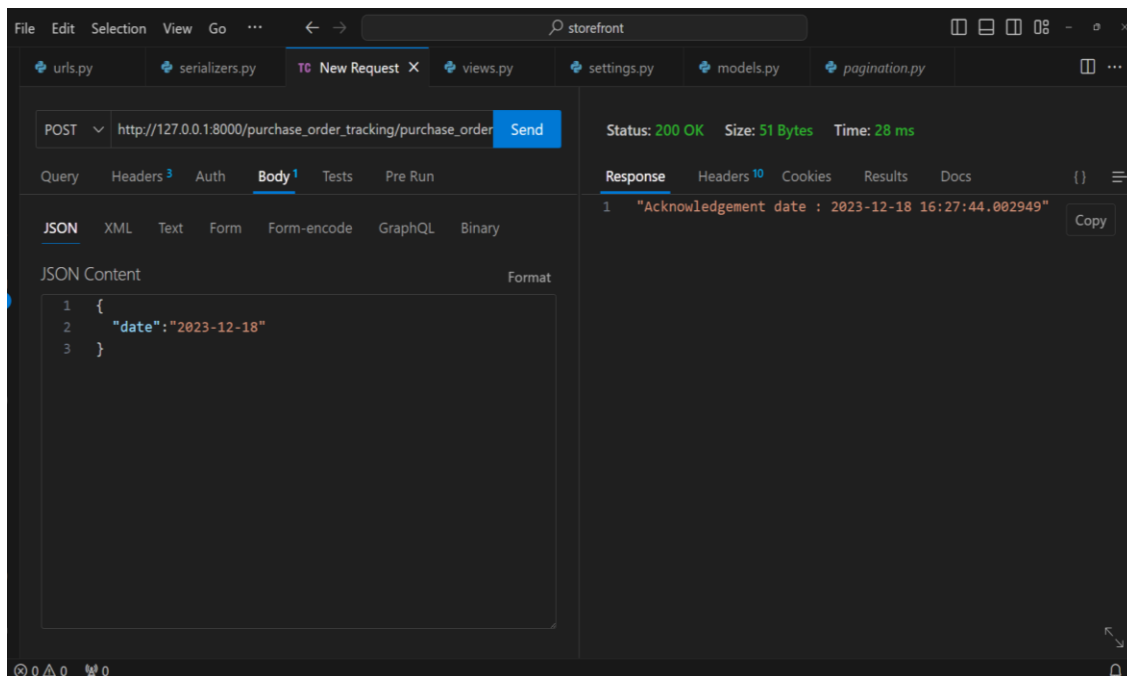 File Edit Selection View Go ··· ← → storefront
urls.py serializers.py TC New Request × views.py settings.py models.py pagination.py ···
POST http://127.0.0.1:8000/purchase_order_tracking/purchase_order Send
Status: 200 OK Size: 51 Bytes Time: 28 ms
Query Headers 3 Auth Body 1 Tests Pre Run
Response Headers 10 Cookies Results Docs {}
1 "Acknowledgement date : 2023-12-18 16:27:44.002949"
Copy
JSON XML Text Form Form-encode GraphQL Binary
JSON Content Format
1 {
2 "date":"2023-12-18"
3 }
0 0 0